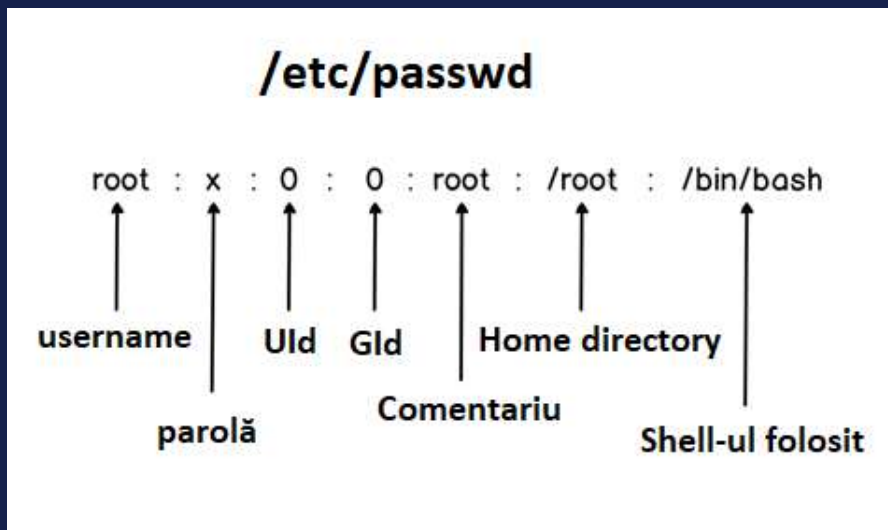 /etc/passwd
root : x : 0 : 0 : root : /root : /bin/bash
username
UId
GId
Home directory
Comentariu
parolă
Shell-ul folosit